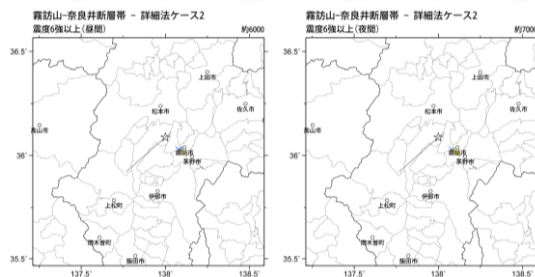 霧訪山-奈良井断層帯 - 詳細法ケース2
震度6強以上(昼間)
約6000
36.5°
36°
35.5°
137.5°
138°
138.5°
上田市
佐久市
松本市
高山市
諏訪市
茅野市
伊那市
上松町
南木曽町
飯田市
霧訪山-奈良井断層帯 - 詳細法ケース2
震度6強以上(夜間)
約7000
36.5°
36°
35.5°
137.5°
138°
138.5°
上田市
佐久市
松本市
高山市
諏訪市
茅野市
伊那市
上松町
南木曽町
飯田市